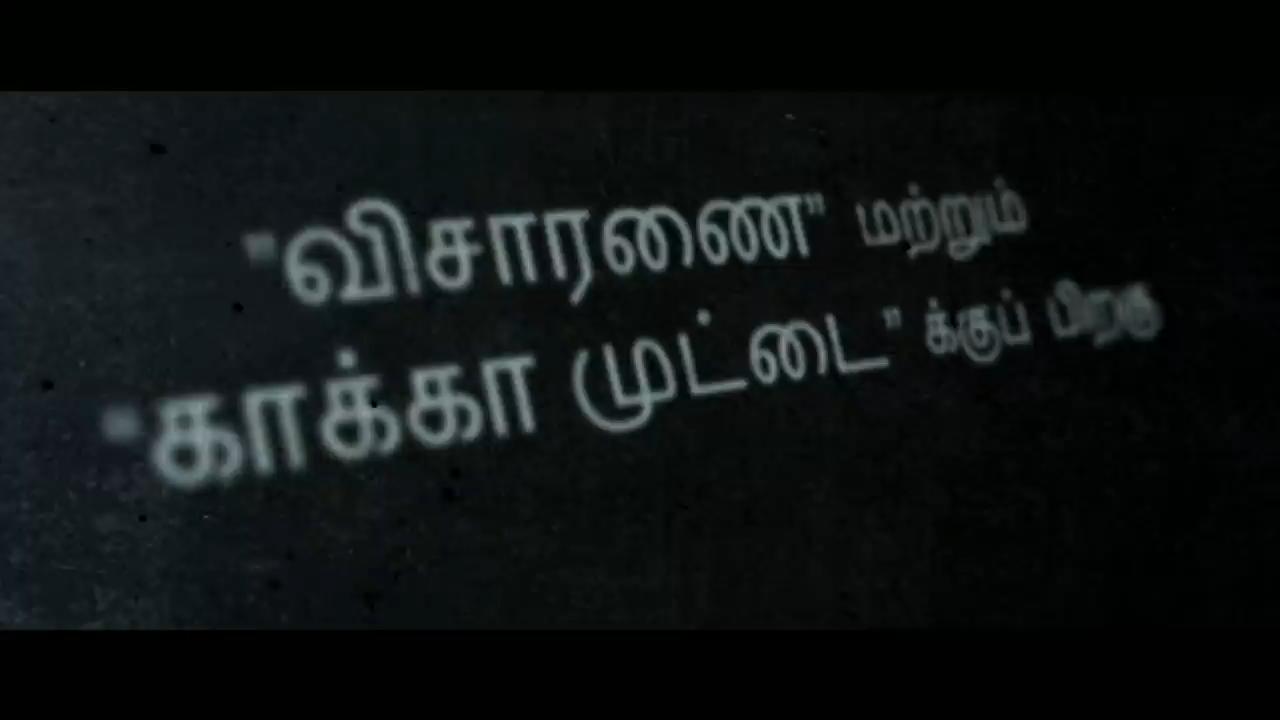 "விசாரணை" மற்றும்
"காக்கா முட்டை" க்குப் பிறகு